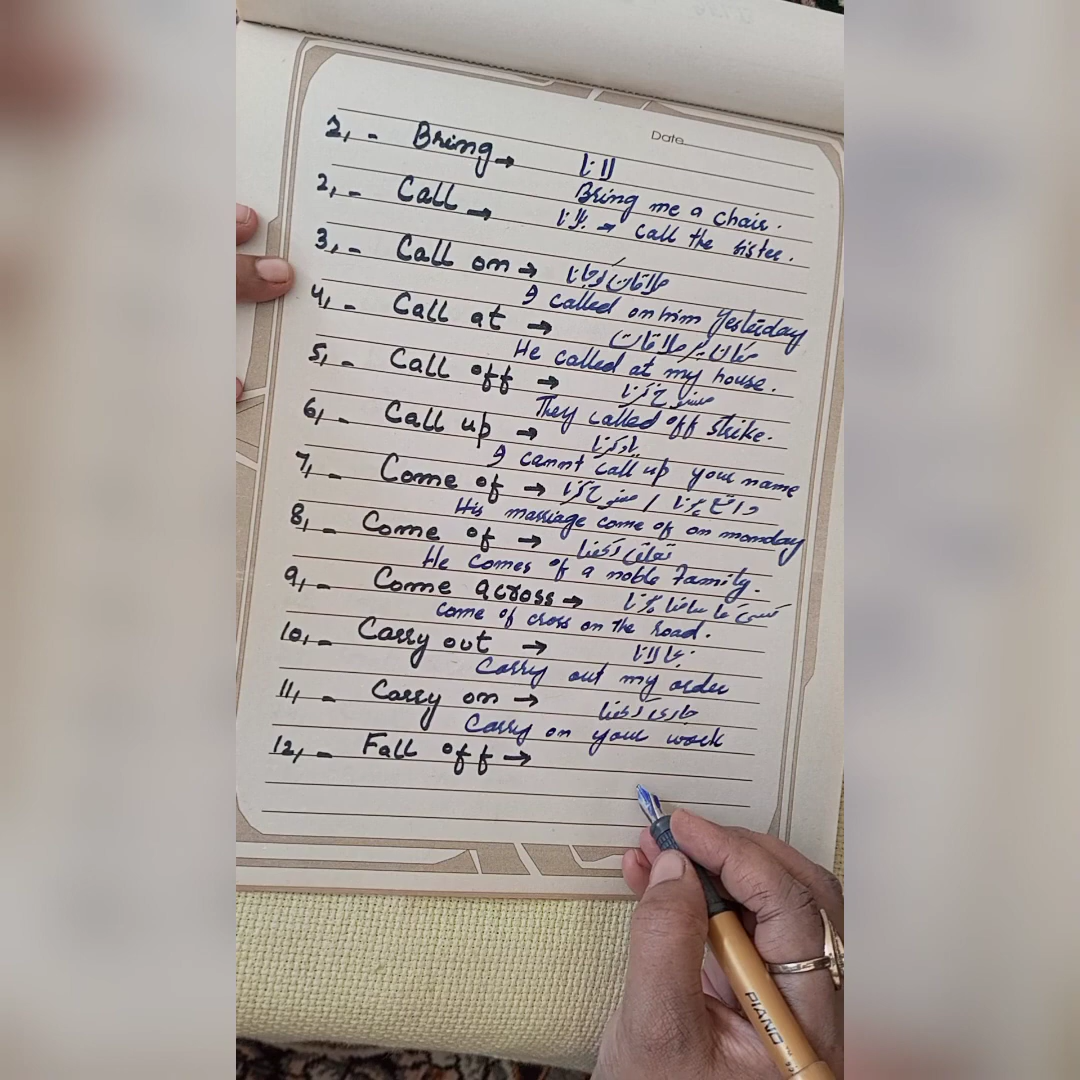 Date
2, - Bring → لانا
Bring me a chair.
2, - Call → بلانا → call the sister.
3, - Call on → ملاقات کو جانا
I called on him Yesterday
4, - Call at → مکان پر ملاقات
He called at my house.
5, - Call off → منسوخ کرنا
They called off strike.
6, - Call up → یاد کرنا
I cannt call up your name
7, - Come of → واقع ہونا / منسوخ کرنا
His marriage come of on monday
8, - Come of → تعلق رکھنا
He comes of a noble Family.
9, - Come across → کسی کا سامنا ہونا
come of cross on the road.
10, - Carry out → بجا لانا
Carry out my order
11, - Carry on → جاری رکھنا
Carry on your work
12, - Fall off →
PIANO